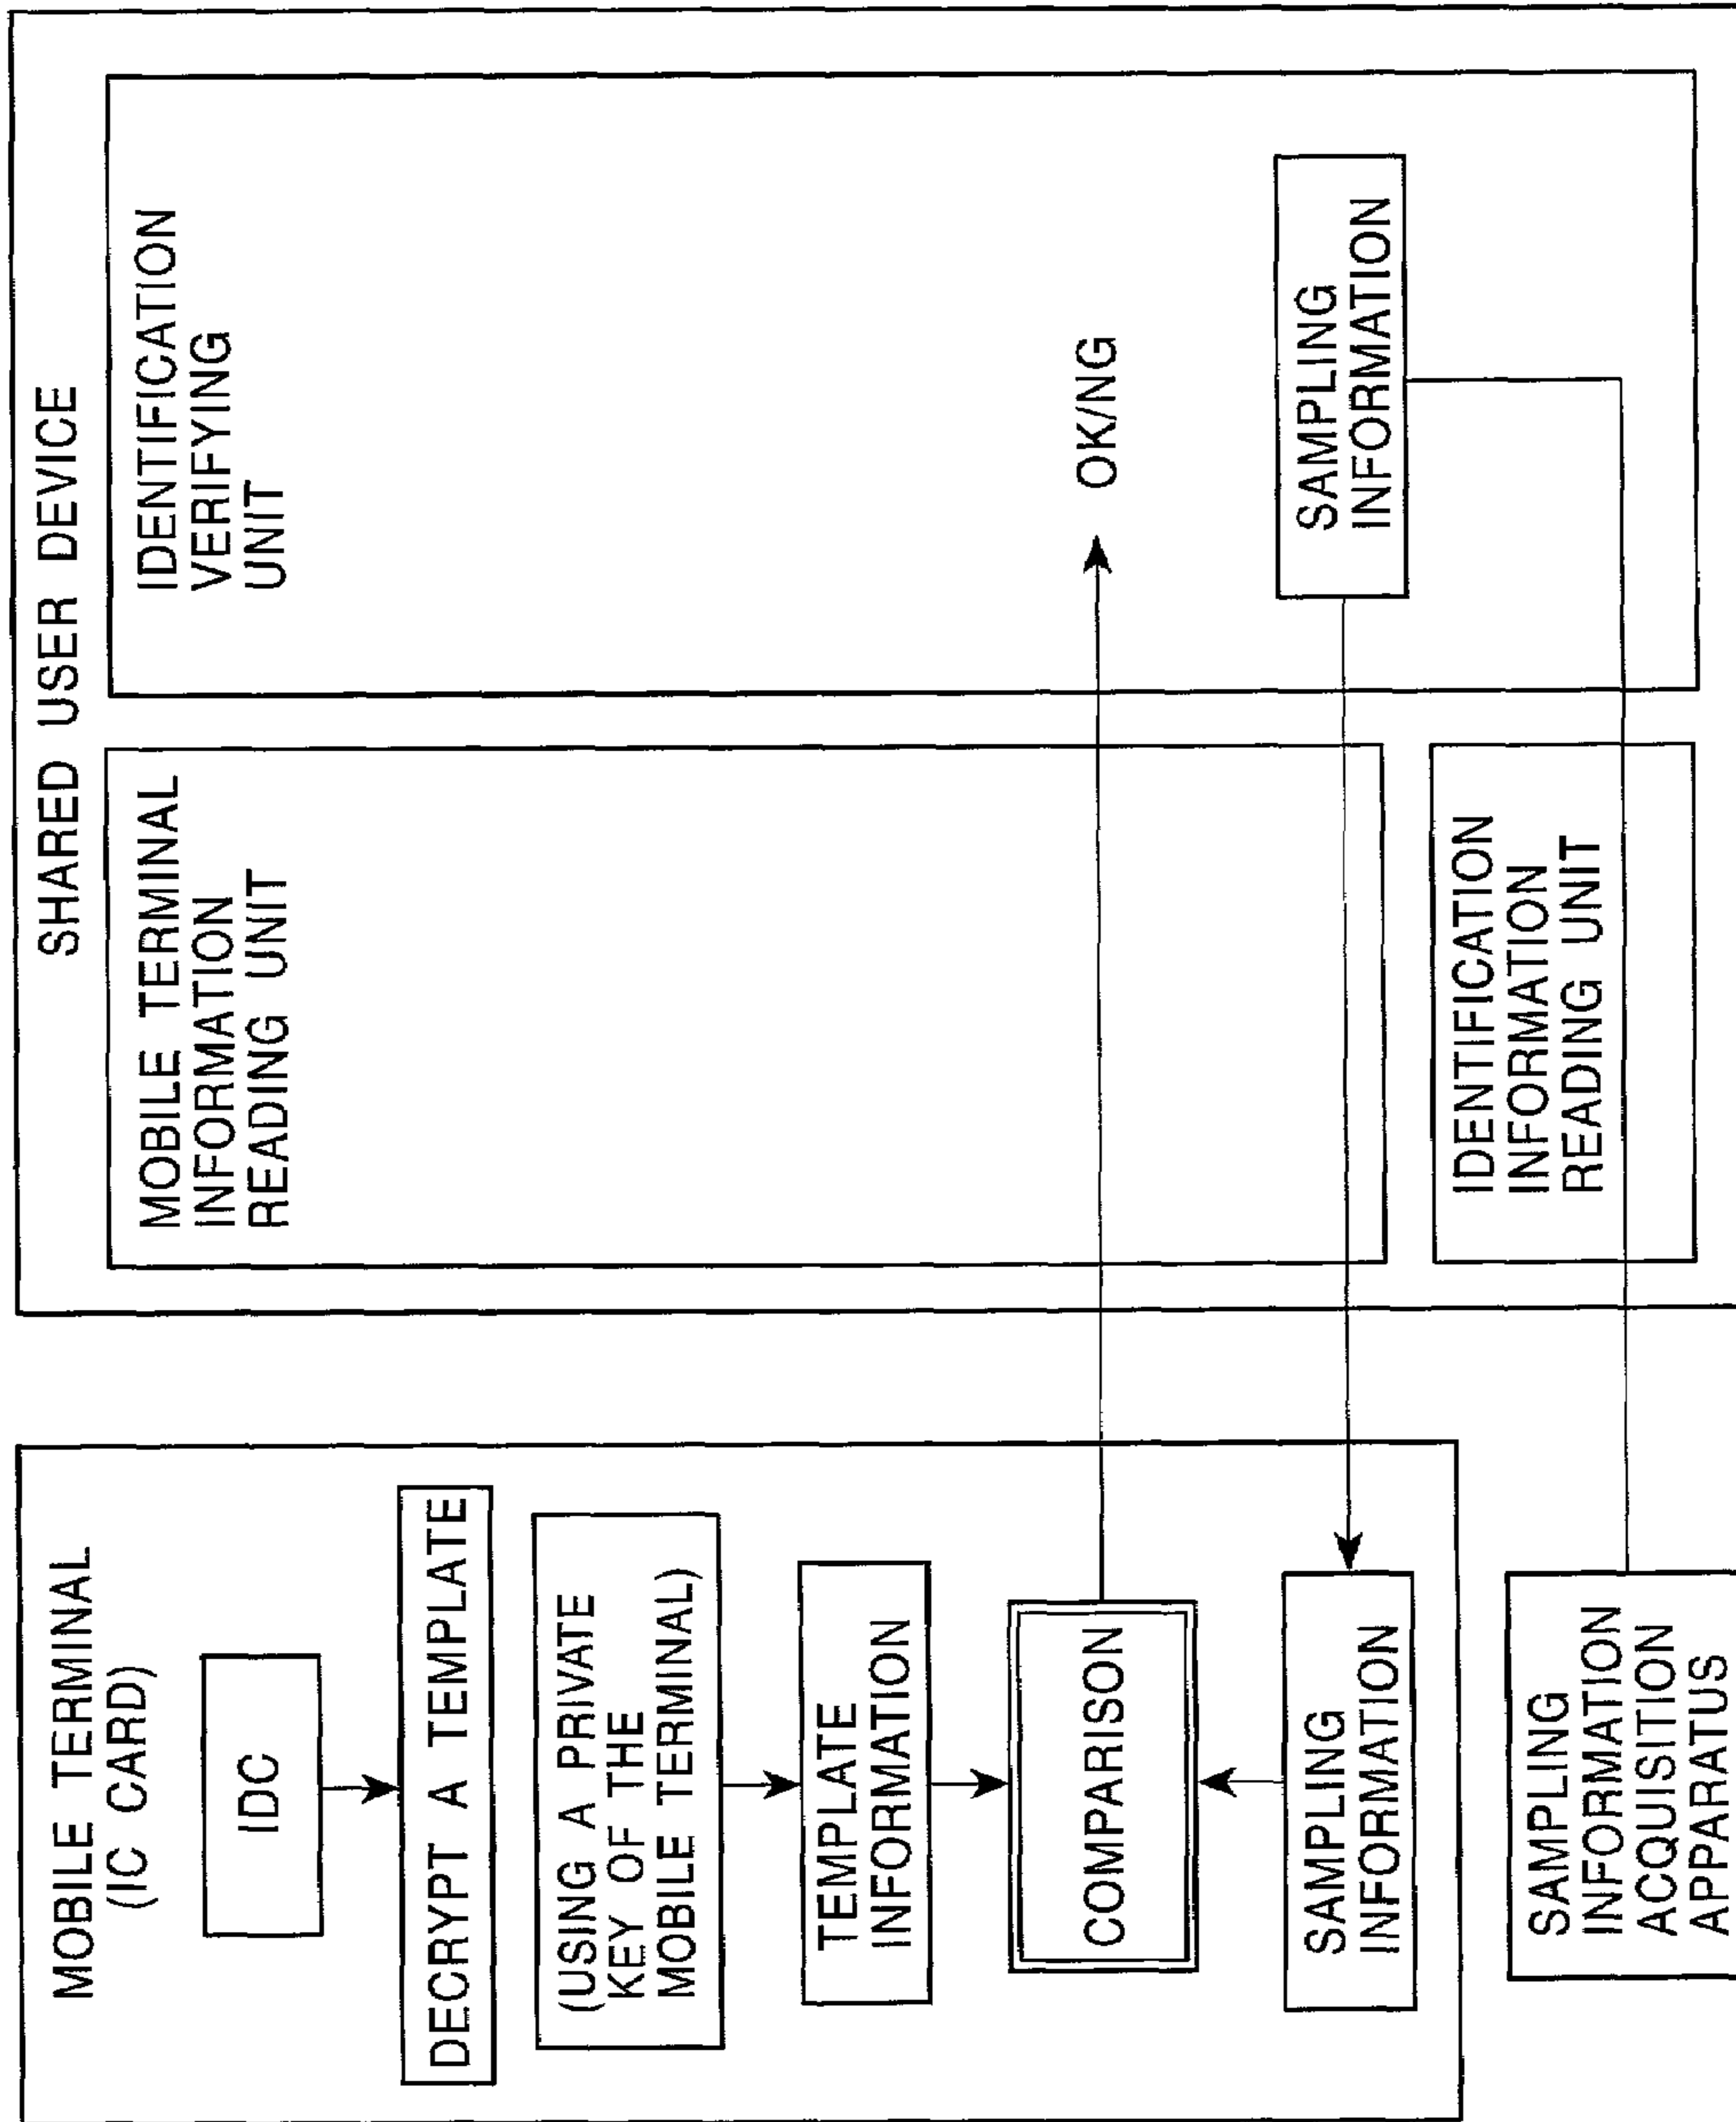 MOBILE TERMINAL
(IC CARD)
IDC
DECRYPT A TEMPLATE
(USING A PRIVATE
KEY OF THE
MOBILE TERMINAL)
TEMPLATE
INFORMATION
COMPARISON
SAMPLING
INFORMATION
SAMPLING
INFORMATION
ACQUISITION
APPARATUS
SHARED USER DEVICE
MOBILE TERMINAL
INFORMATION
READING UNIT
IDENTIFICATION
INFORMATION
READING UNIT
IDENTIFICATION
VERIFYING
UNIT
OK/NG
SAMPLING
INFORMATION